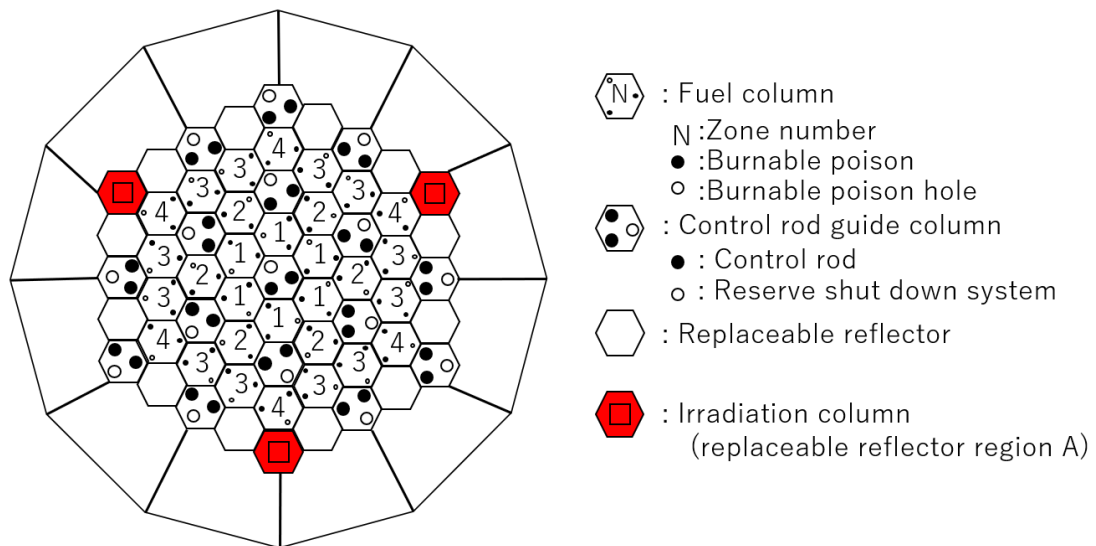 4
3 3
3 3
4 2 2 4
1
3 1 1 3
2 2
3 1 1 3
1
4 2 2 4
3 3
3 3
4
N : Fuel column
N :Zone number
:Burnable poison
:Burnable poison hole
: Control rod guide column
: Control rod
: Reserve shut down system
: Replaceable reflector
: Irradiation column
(replaceable reflector region A)